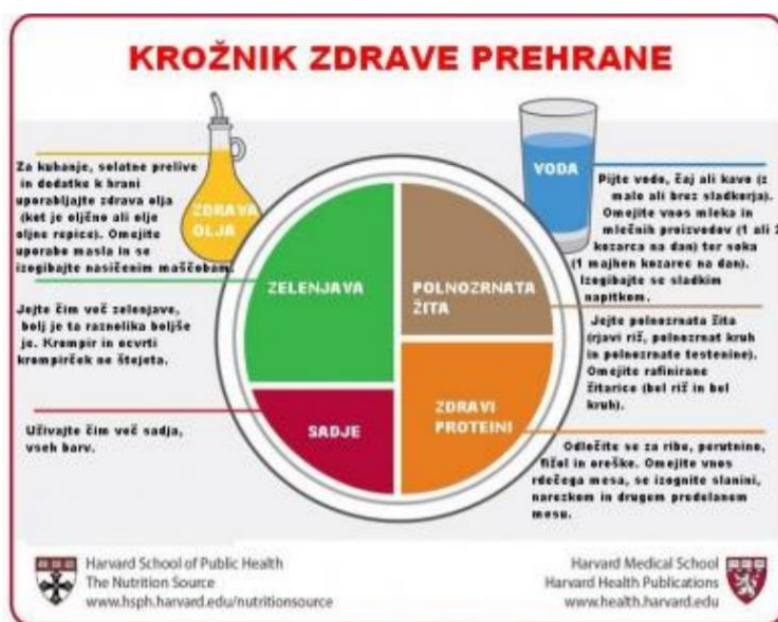 KROŽNIK ZDRAVE PREHRANE
Za kuhanje, solatne prelive
in dodatke k hrani
uporabljajte zdrava olja
(kot je oljčno ali olje
oljne repice). Omejite
uporabo masla in se
izogibajte nasičenim maščobam.
ZDRAVA
OLJA
Jejte čim več zelenjave,
bolj je ta raznolika boljše
je. Krompir in ocvrti
krompirček ne štejeta.
Uživajte čim več sadja,
vseh barv.
ZELENJAVA
SADJE
POLNOZRNATA
ŽITA
ZDRAVI
PROTEINI
VODA
Pijte vodo, čaj ali kavo (z
malo ali brez sladkorja).
Omejite vnos mleka in
mlečnih proizvodov (1 ali 2
kozarca na dan) ter soka
(1 majhen kozarec na dan).
Izogibajte se sladkim
napitkom.
Jejte polnozrnata žita
(rjavi riž, polnozrnat kruh
in polnozrnate testenine).
Omejite rafinirane
žitarice (bel riž in bel
kruh).
Odločite se za ribe, perutnino,
fižol in oreške. Omejite vnos
rdečega mesa, se izognite slanini,
narezkom in drugem predelanem
mesu.
Harvard School of Public Health
The Nutrition Source
www.hsph.harvard.edu/nutritionsource
Harvard Medical School
Harvard Health Publications
www.health.harvard.edu